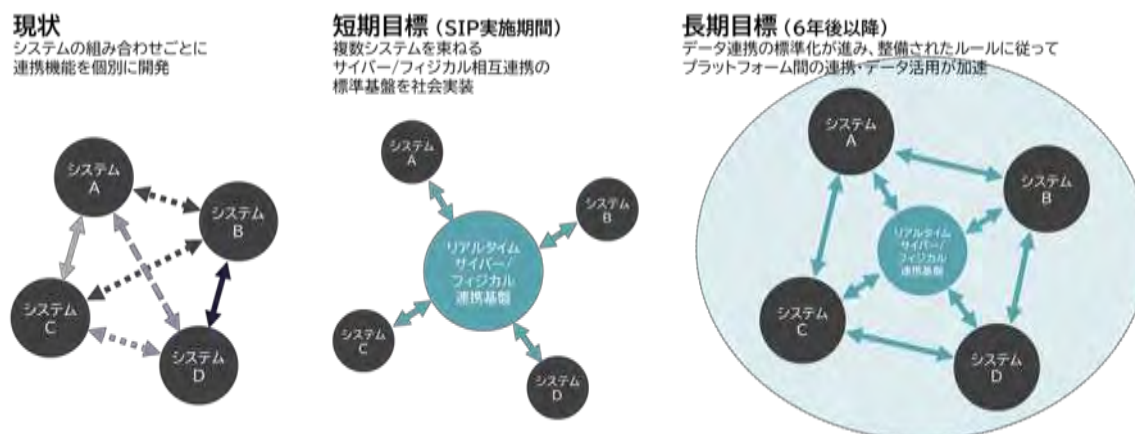 現状
システムの組み合わせごとに
連携機能を個別に開発
システム
A
システム
B
システム
C
システム
D
短期目標（SIP実施期間）
複数システムを束ねる
サイバー/フィジカル相互連携の
標準基盤を社会実装
システム
A
システム
B
リアルタイム
サイバー/
フィジカル
連携基盤
システム
C
システム
D
長期目標（6年後以降）
データ連携の標準化が進み、整備されたルールに従って
プラットフォーム間の連携・データ活用が加速
システム
A
システム
B
リアルタイム
サイバー/
フィジカル
連携基盤
システム
C
システム
D